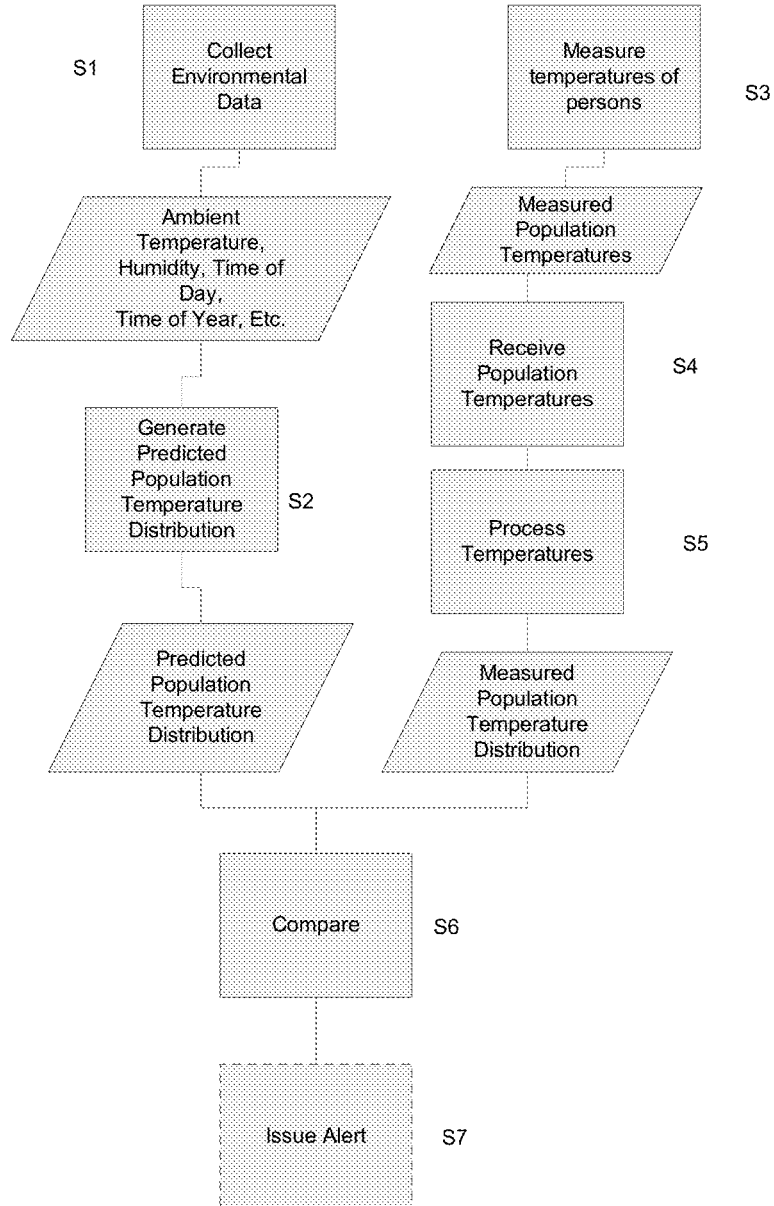 S1
Collect
Environmental
Data
Ambient
Temperature,
Humidity, Time of
Day,
Time of Year, Etc.
Generate
Predicted
Population
Temperature
Distribution
S2
Predicted
Population
Temperature
Distribution
Measure
temperatures of
persons
S3
Measured
Population
Temperatures
Receive
Population
Temperatures
S4
Process
Temperatures
S5
Measured
Population
Temperature
Distribution
Compare
S6
Issue Alert
S7